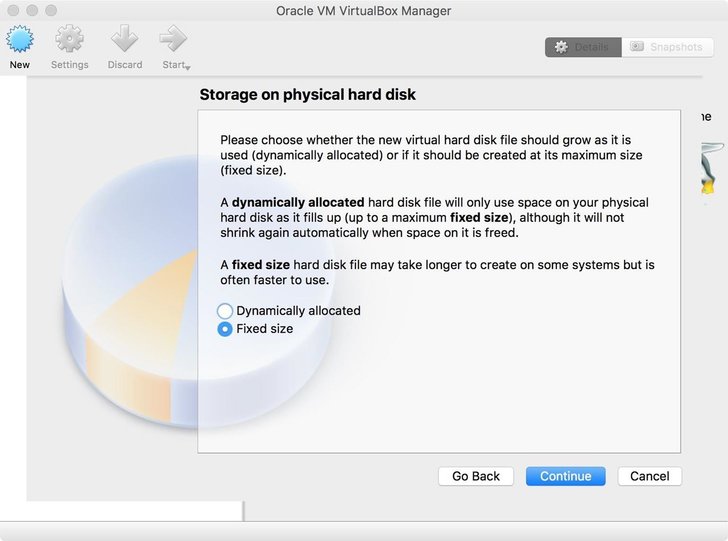 Oracle VM VirtualBox Manager
New Settings Discard Start Details Snapshots
Storage on physical hard disk
Please choose whether the new virtual hard disk file should grow as it is
used (dynamically allocated) or if it should be created at its maximum size
(fixed size).
A dynamically allocated hard disk file will only use space on your physical
hard disk as it fills up (up to a maximum fixed size), although it will not
shrink again automatically when space on it is freed.
A fixed size hard disk file may take longer to create on some systems but is
often faster to use.
Dynamically allocated
Fixed size
Go Back Continue Cancel